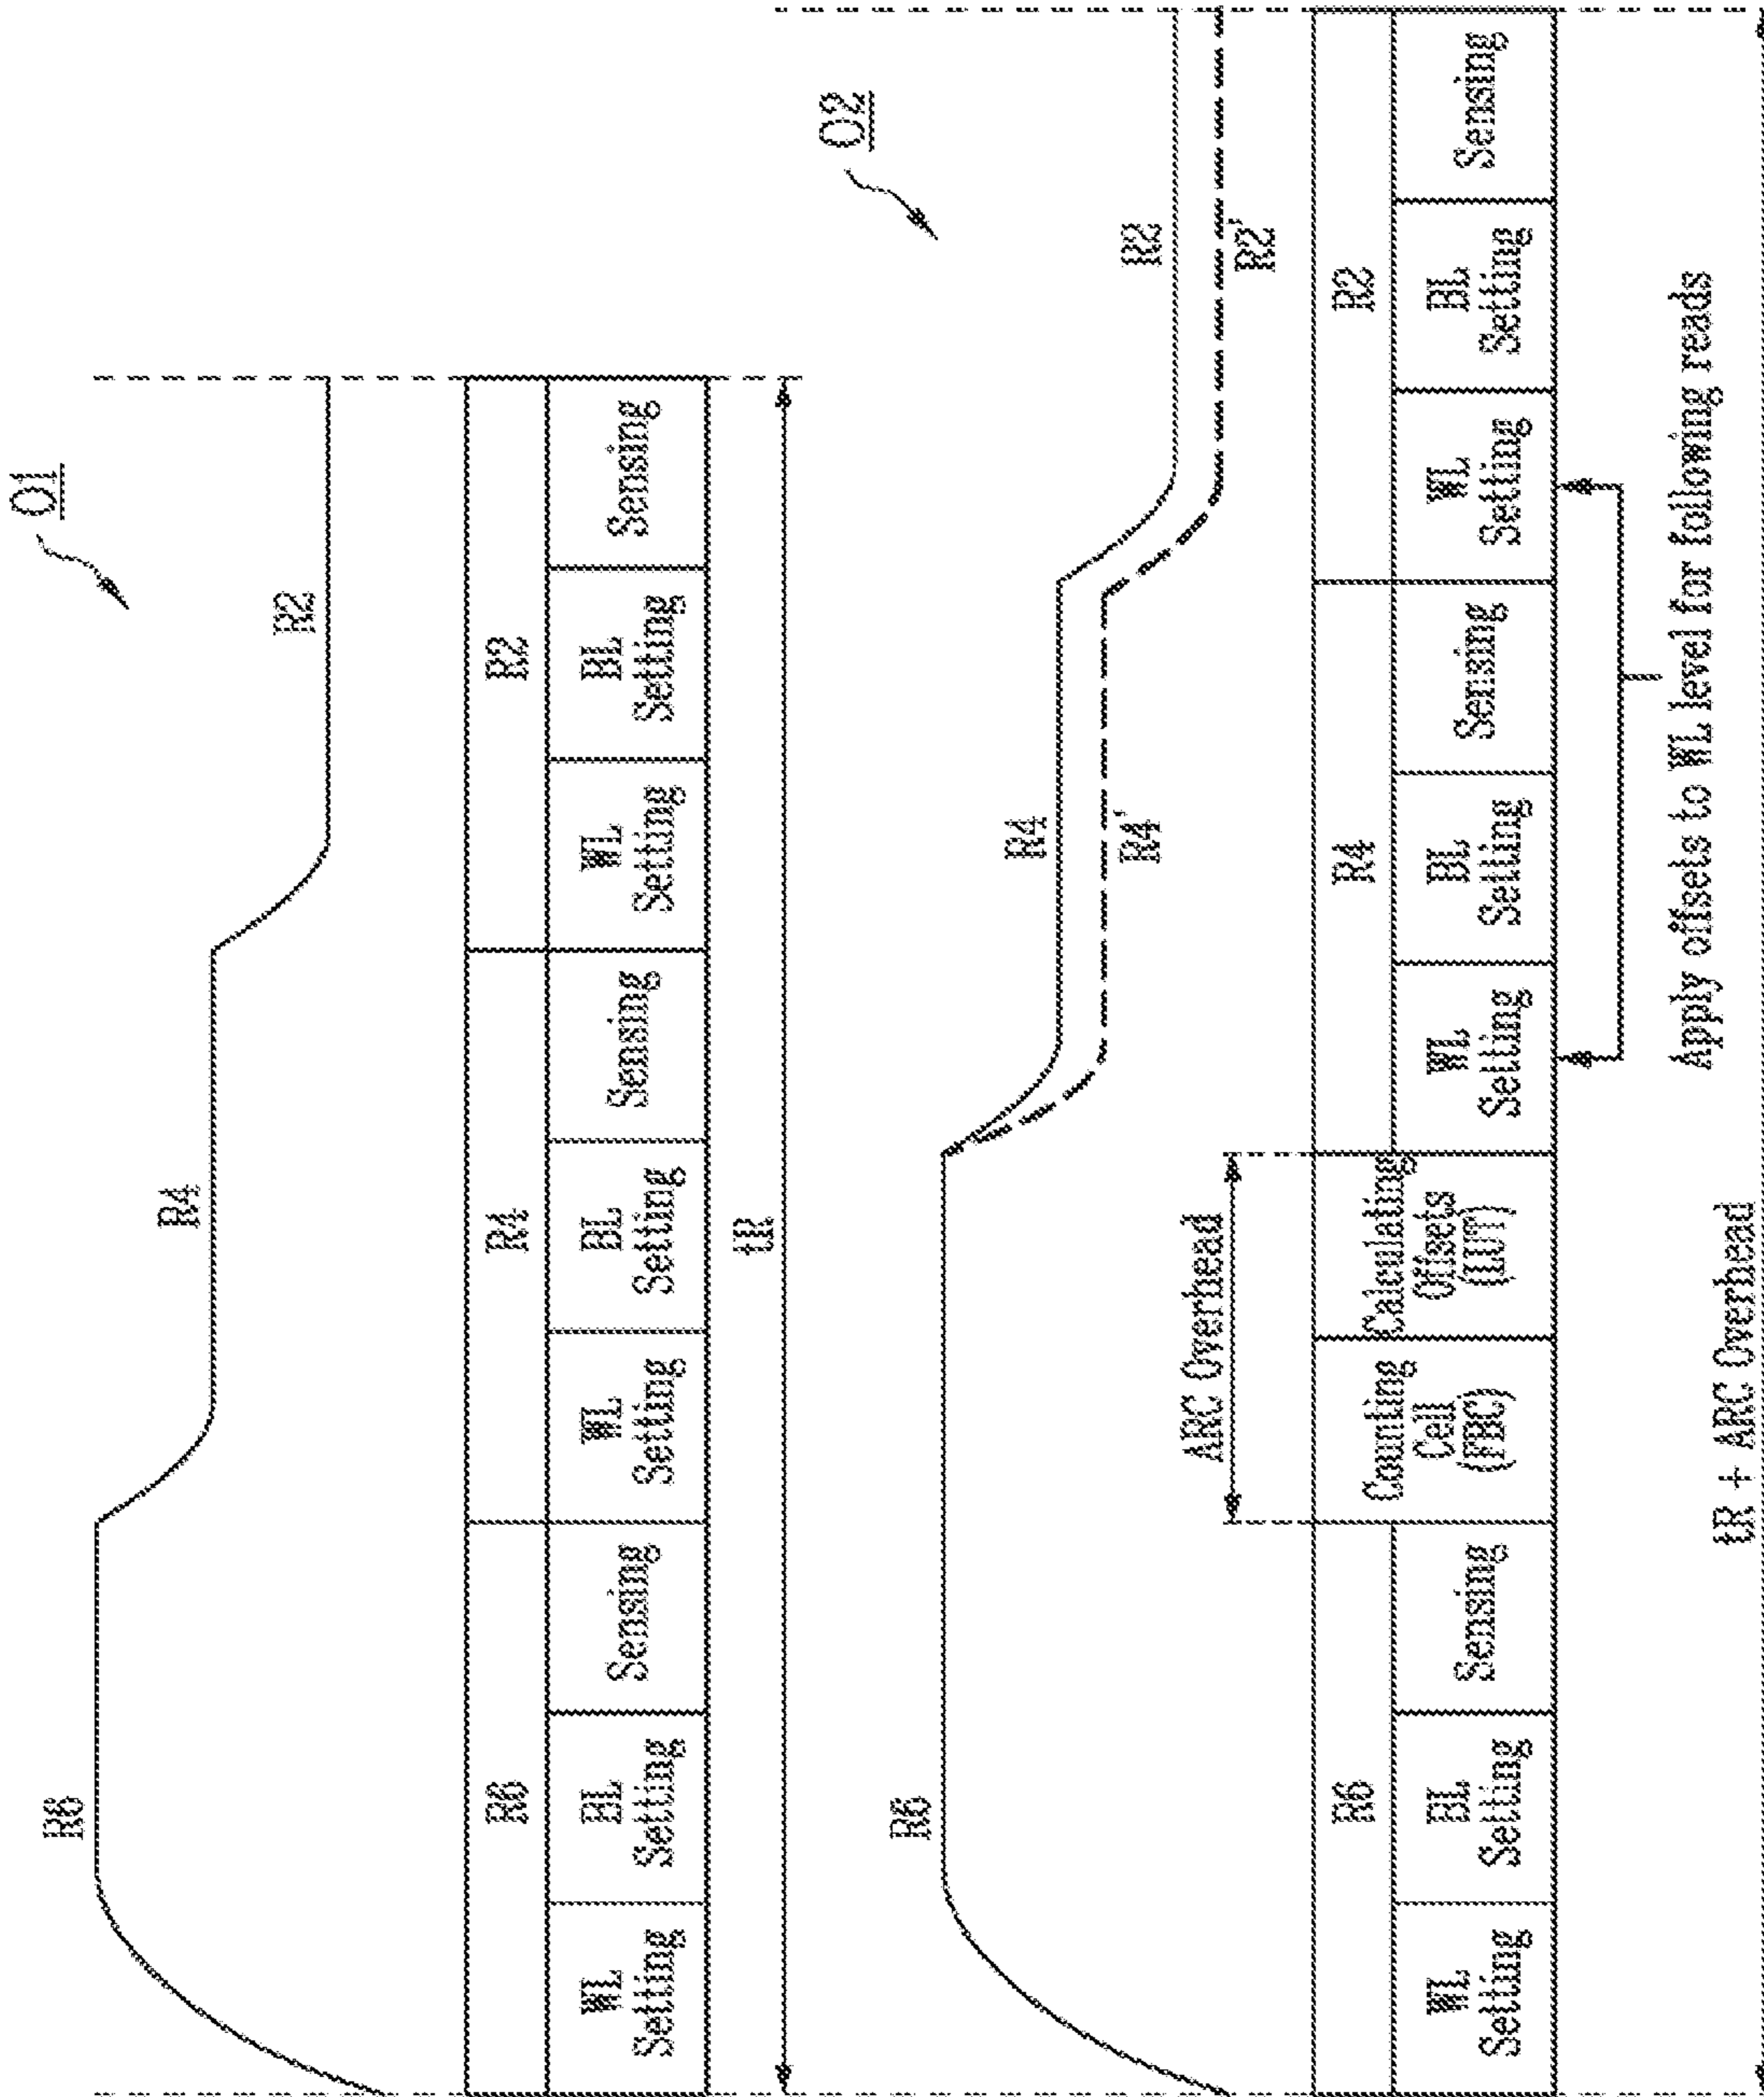 O1
R6
R4
R2
R6
R4
R2
WL
Setting
BL
Setting
Sensing
WL
Setting
BL
Setting
Sensing
WL
Setting
BL
Setting
Sensing
tR
O2
R6
R4
R4'
R2
R2'
ARC Overhead
R6
R4
R2
WL
Setting
BL
Setting
Sensing
Counting
Cell
(FBC)
Calculating
Offsets
(LUT)
WL
Setting
BL
Setting
Sensing
WL
Setting
BL
Setting
Sensing
Apply offsets to WL level for following reads
tR + ARC Overhead